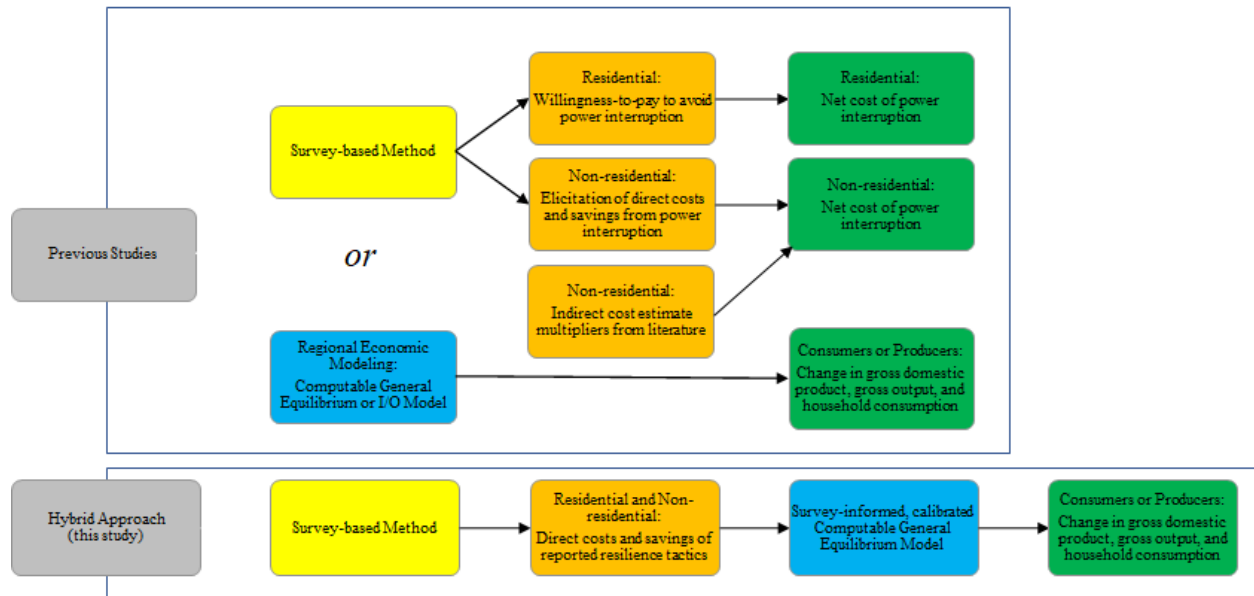 Previous Studies
Survey-based Method
or
Regional Economic
Modeling:
Computable General
Equilibrium or I/O Model
Residential:
Willingness-to-pay to avoid
power interruption
Non-residential:
Elicitation of direct costs
and savings from power
interruption
Non-residential:
Indirect cost estimate
multipliers from literature
Residential:
Net cost of power
interruption
Non-residential:
Net cost of power
interruption
Consumers or Producers:
Change in gross domestic
product, gross output, and
household consumption
Hybrid Approach
(this study)
Survey-based Method
Residential and Non-
residential:
Direct costs and savings of
reported resilience tactics
Survey-informed, calibrated
Computable General
Equilibrium Model
Consumers or Producers:
Change in gross domestic
product, gross output, and
household consumption